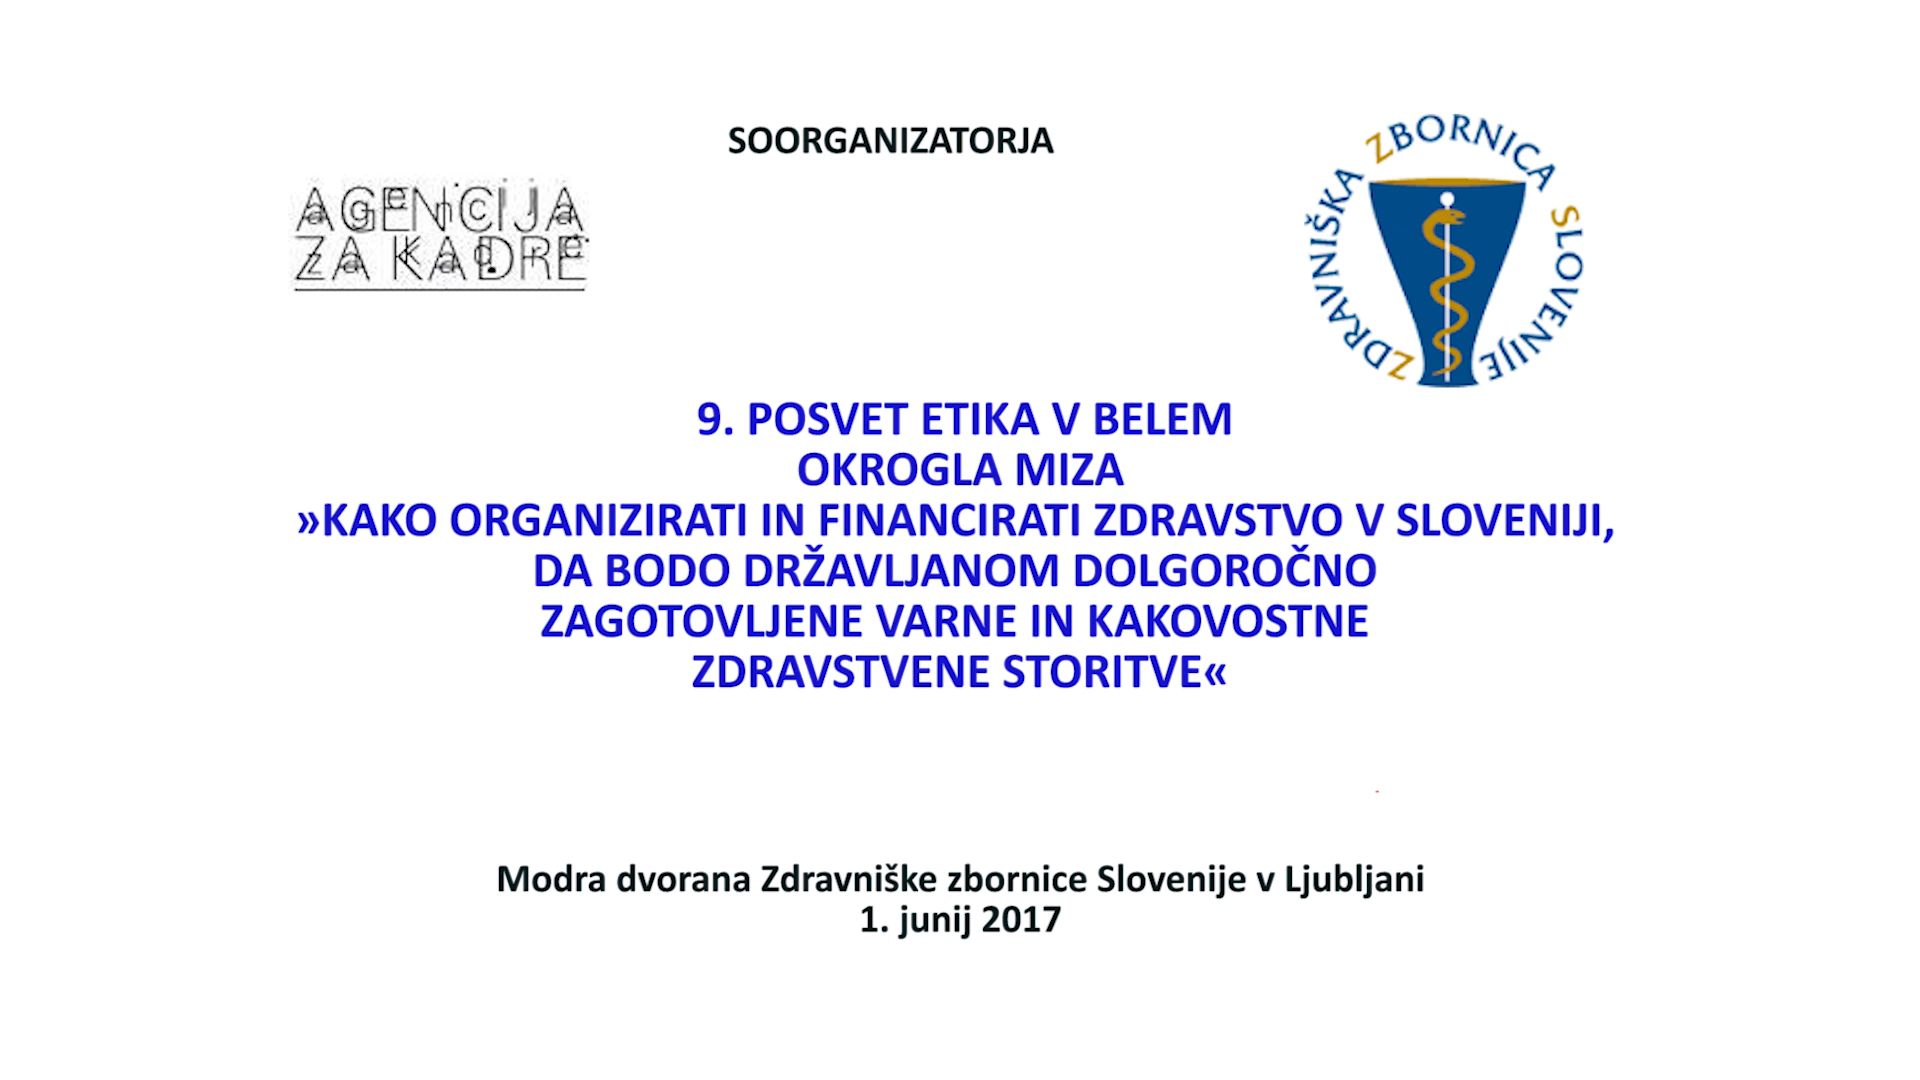 SOORGANIZATORJA
AGENCIJA
ZA KADRE
ZDRAVNIŠKA ZBORNICA SLOVENIJE
9. POSVET ETIKA V BELEM
OKROGLA MIZA
»KAKO ORGANIZIRATI IN FINANCIRATI ZDRAVSTVO V SLOVENIJI,
DA BODO DRŽAVLJANOM DOLGOROČNO
ZAGOTOVLJENE VARNE IN KAKOVOSTNE
ZDRAVSTVENE STORITVE«
Modra dvorana Zdravniške zbornice Slovenije v Ljubljani
1. junij 2017